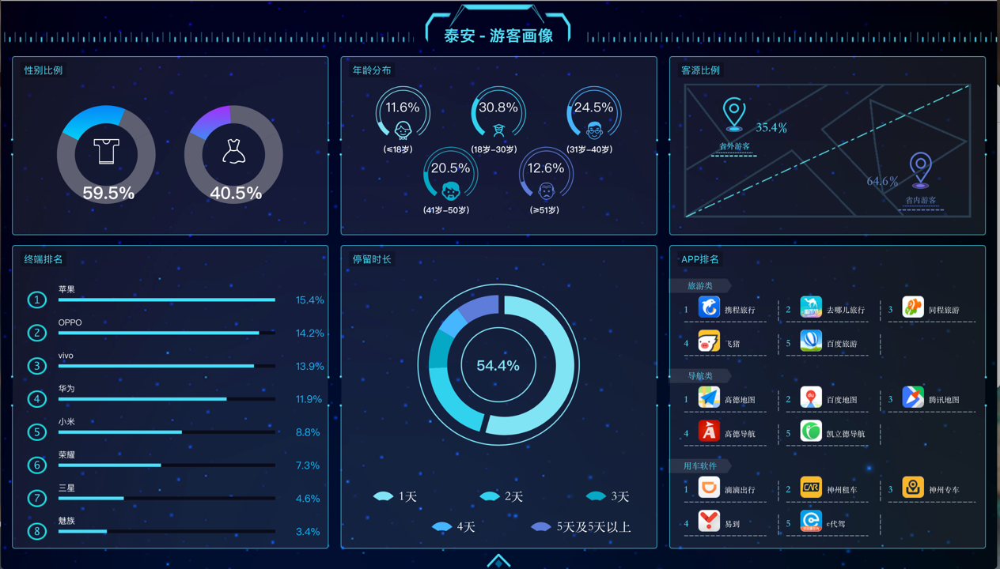 泰安 - 游客画像
性别比例
59.5%
40.5%
年龄分布
11.6%
(≤18岁)
30.8%
(18岁-30岁)
24.5%
(31岁-40岁)
20.5%
(41岁-50岁)
12.6%
(≥51岁)
客源比例
35.4%
省外游客
64.6%
省内游客
终端排名
1 苹果 15.4%
2 OPPO 14.2%
3 vivo 13.9%
4 华为 11.9%
5 小米 8.8%
6 荣耀 7.3%
7 三星 4.6%
8 魅族 3.4%
停留时长
54.4%
1天 2天 3天
4天 5天及5天以上
APP排名
旅游类
1 携程旅行 2 去哪儿旅行 3 同程旅游
4 飞猪 5 百度旅游
导航类
1 高德地图 2 du 百度地图 3 腾讯地图
4 高德导航 5 凯立德导航
用车软件
1 滴滴出行 2 CAR 神州租车 3 神州专车
4 易到 5 e代驾